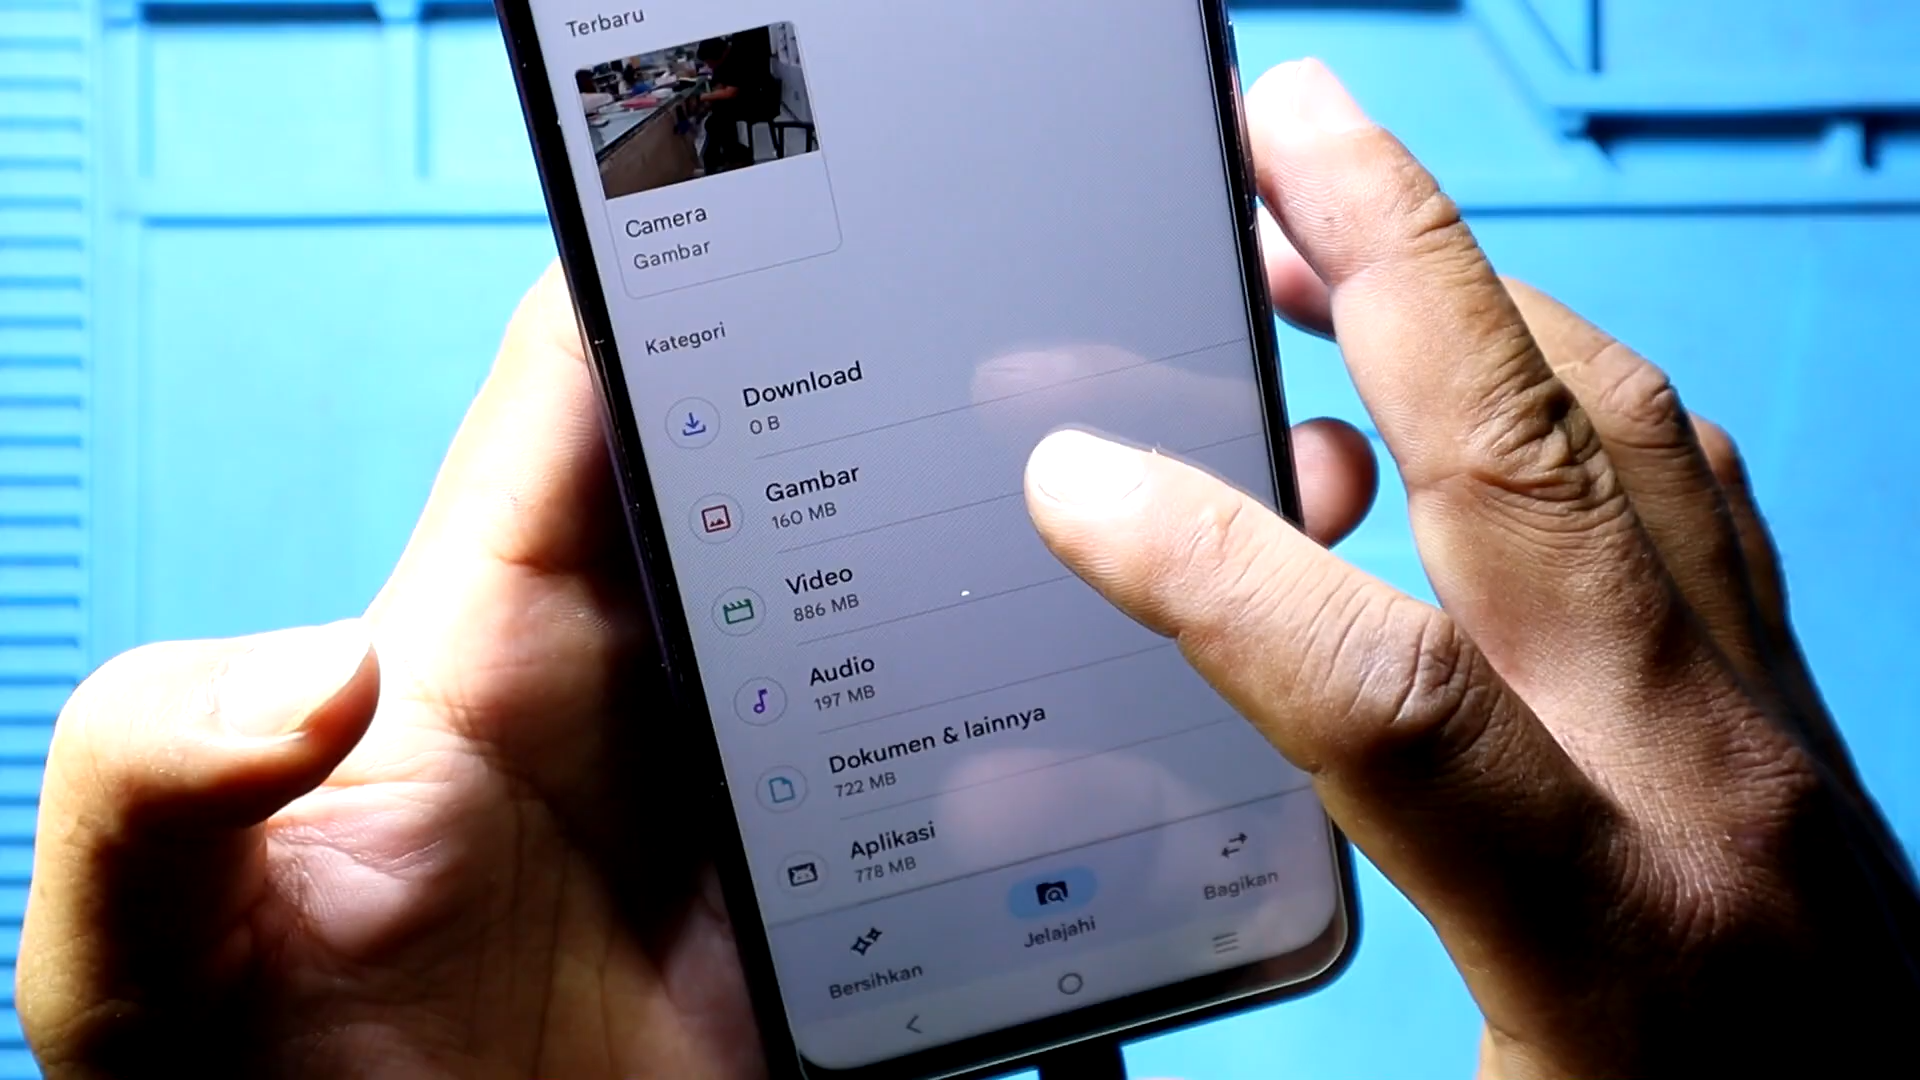 Terbaru
Camera
Gambar
Kategori
Download
0 B
Gambar
160 MB
Video
886 MB
Audio
197 MB
Dokumen & lainnya
722 MB
Aplikasi
778 MB
Bersihkan
Jelajahi
Bagikan